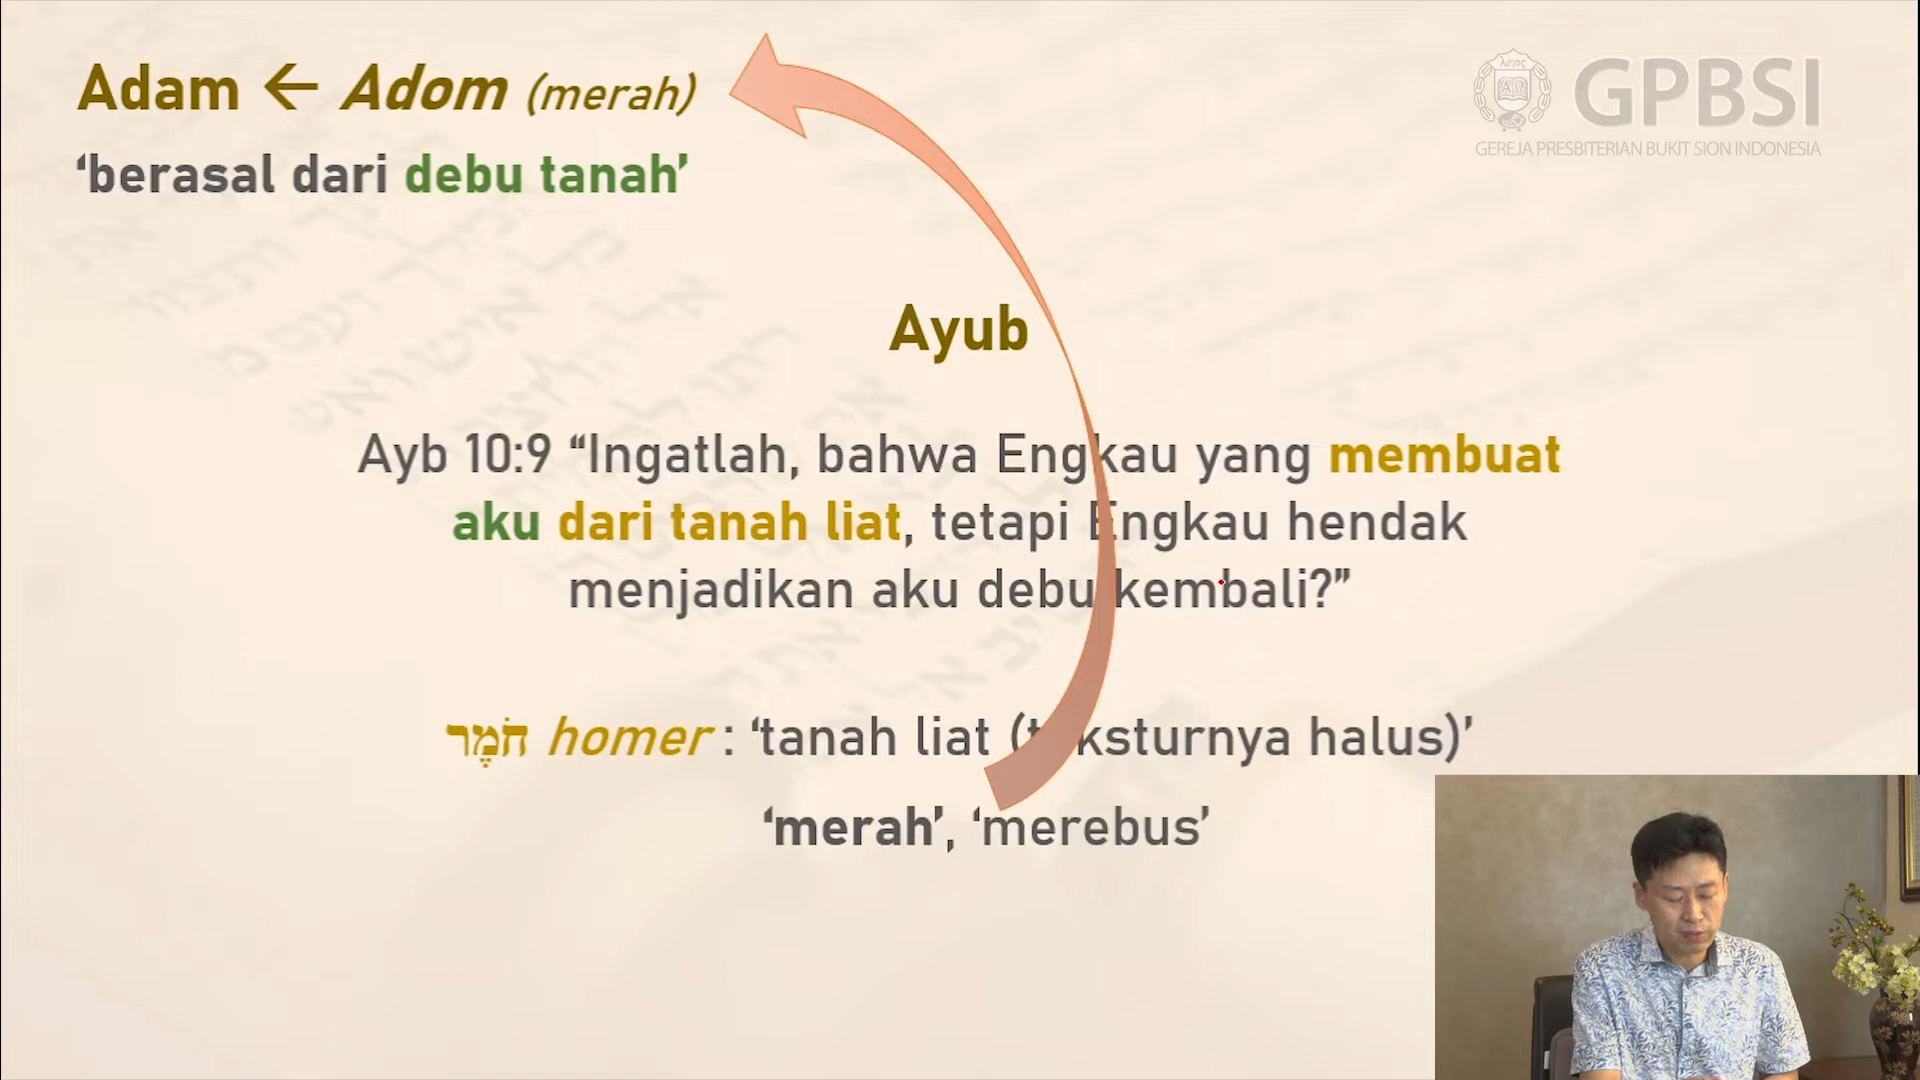 Adam ← Adom (merah)
‘berasal dari debu tanah’
λόγος
GPBSI
GEREJA PRESBITERIAN BUKIT SION INDONESIA
Ayub
Ayb 10:9 “Ingatlah, bahwa Engkau yang membuat
aku dari tanah liat, tetapi Engkau hendak
menjadikan aku debu kembali?”
חֹמֶר homer : ‘tanah liat (teksturnya halus)’
‘merah’, ‘merebus’